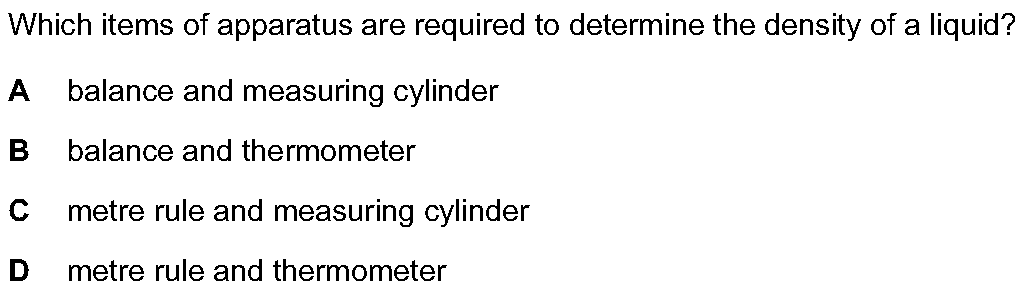 Which items of apparatus are required to determine the density of a liquid?
A balance and measuring cylinder
B balance and thermometer
C metre rule and measuring cylinder
D metre rule and thermometer